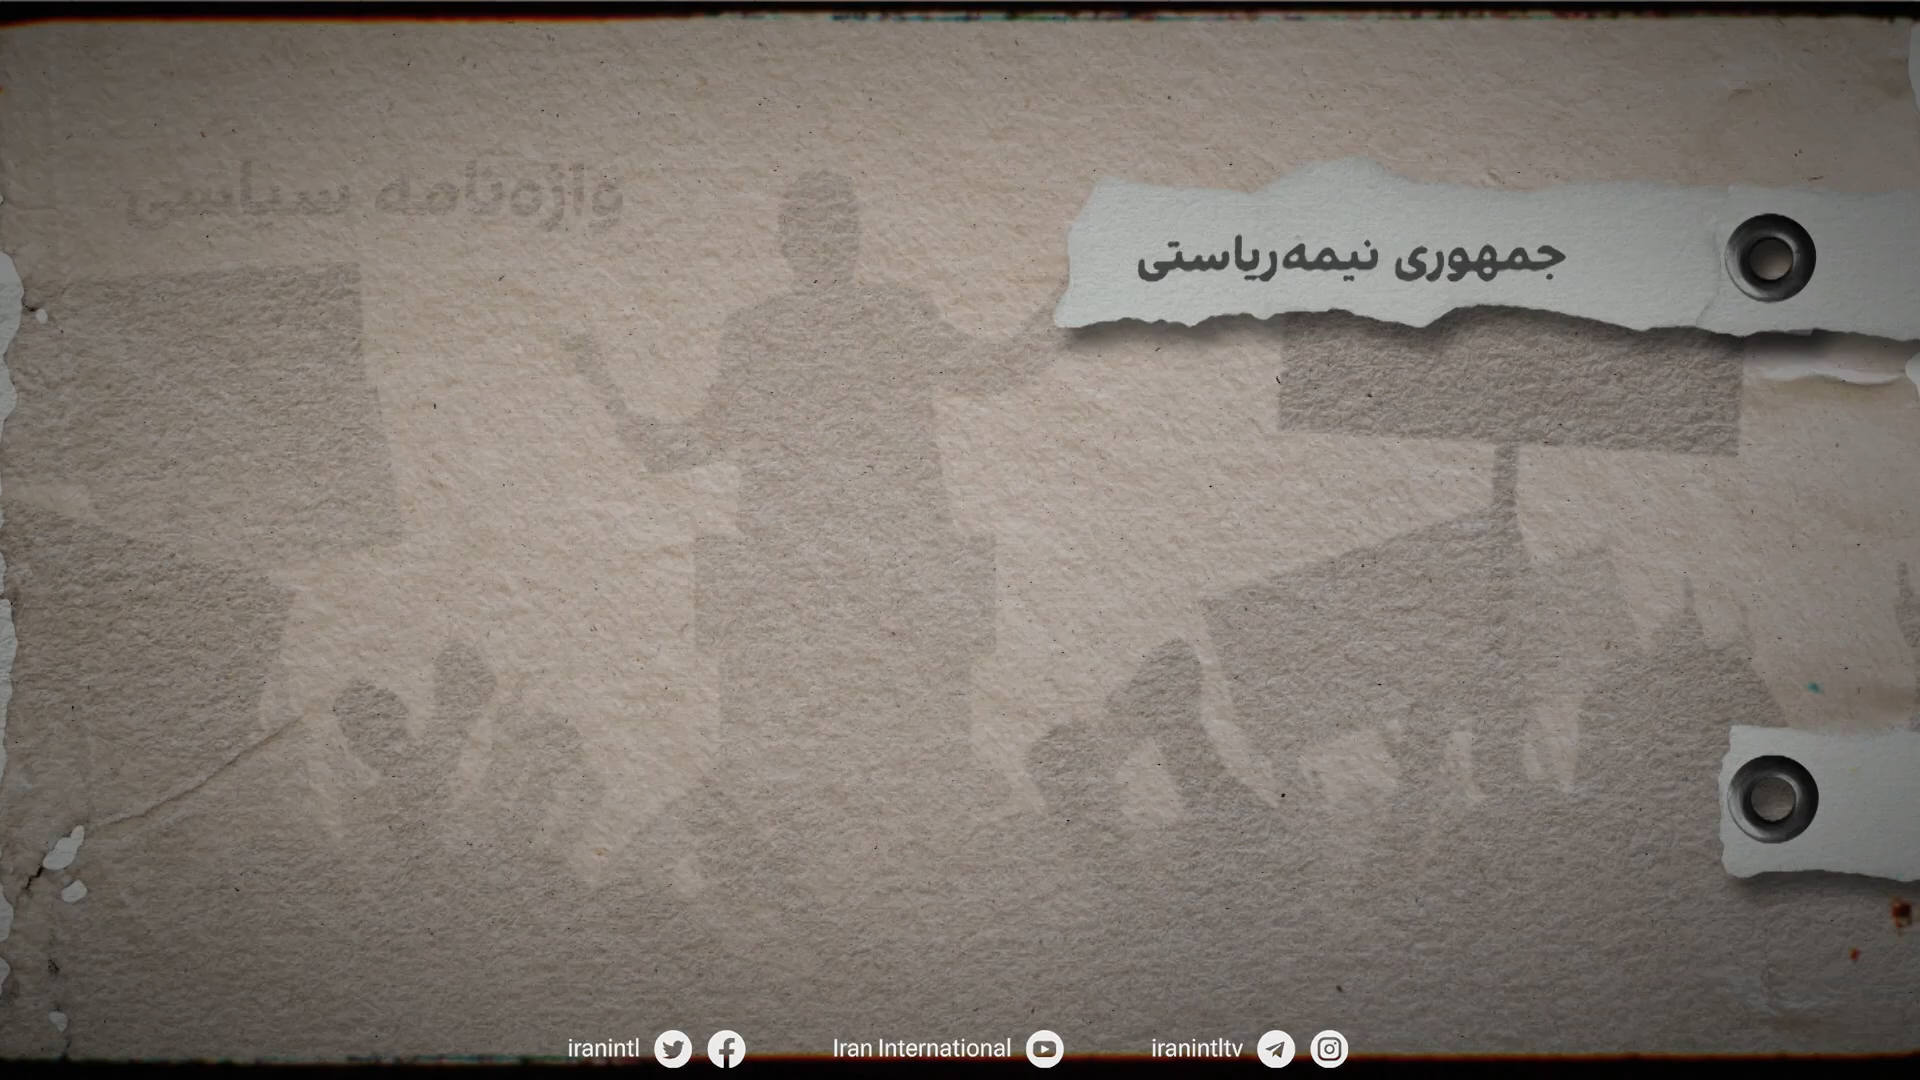 واژه‌نامه سیاسی
جمهوری نیمه‌ریاستی
iranintl
Iran International
iranintltv